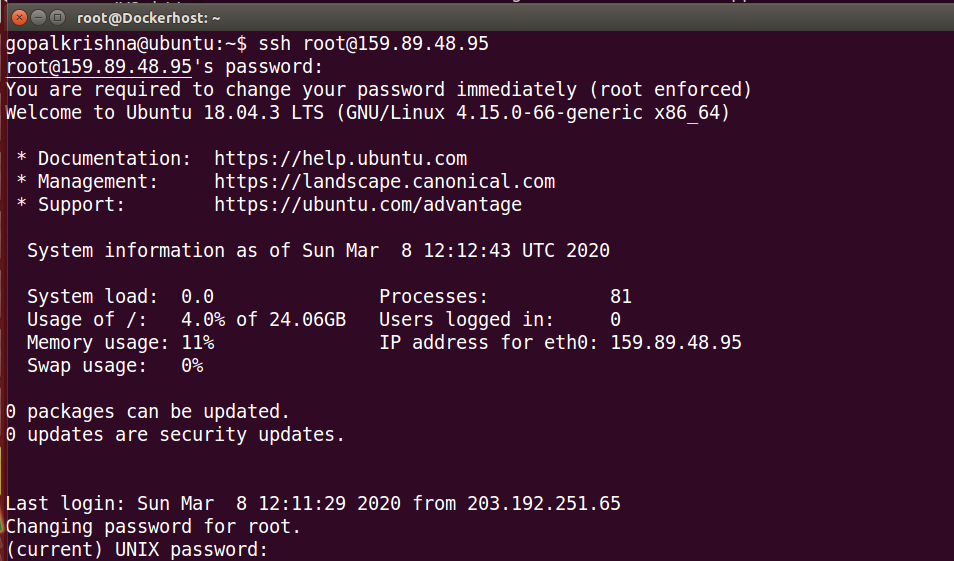 root@Dockerhost: ~
gopalkrishna@ubuntu:~$ ssh root@159.89.48.95
root@159.89.48.95's password:
You are required to change your password immediately (root enforced)
Welcome to Ubuntu 18.04.3 LTS (GNU/Linux 4.15.0-66-generic x86_64)
 * Documentation:  https://help.ubuntu.com
 * Management:     https://landscape.canonical.com
 * Support:        https://ubuntu.com/advantage
  System information as of Sun Mar  8 12:12:43 UTC 2020
  System load:  0.0               Processes:           81
  Usage of /:   4.0% of 24.06GB   Users logged in:     0
  Memory usage: 11%               IP address for eth0: 159.89.48.95
  Swap usage:   0%
0 packages can be updated.
0 updates are security updates.
Last login: Sun Mar  8 12:11:29 2020 from 203.192.251.65
Changing password for root.
(current) UNIX password: